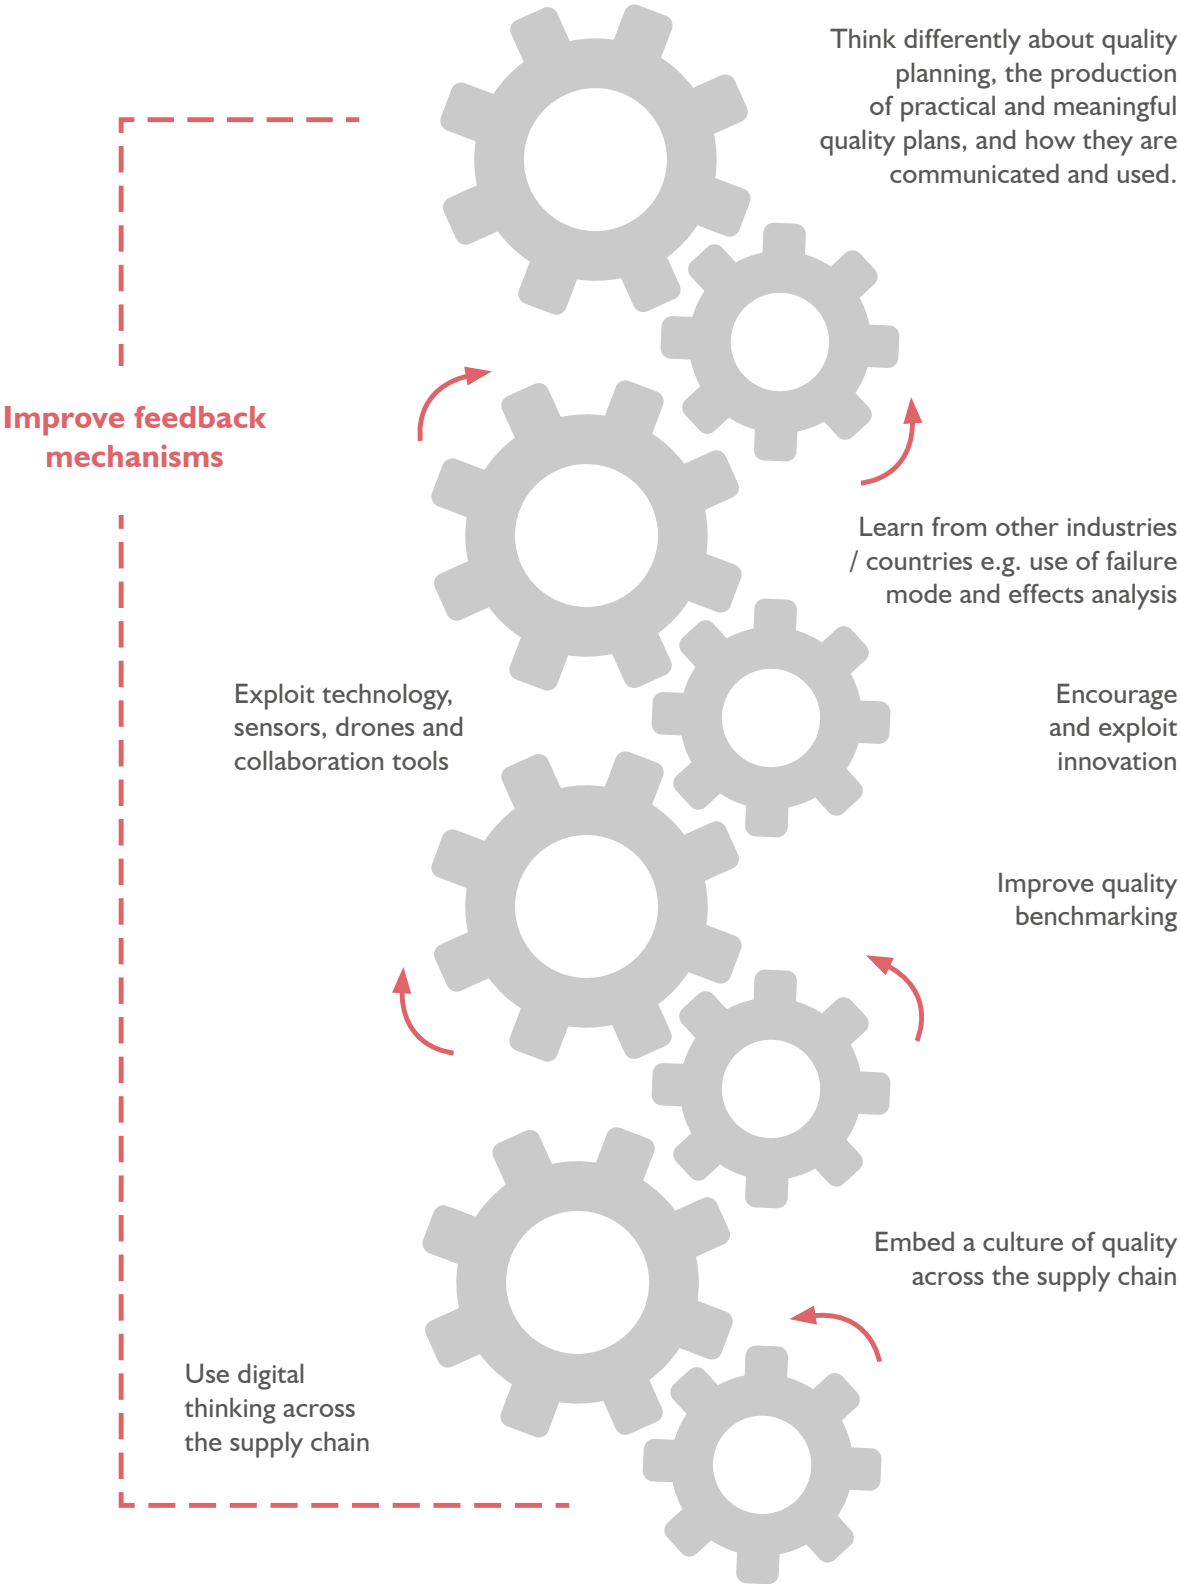 Think differently about quality
planning, the production
of practical and meaningful
quality plans, and how they are
communicated and used.
Improve feedback
mechanisms
Learn from other industries
/ countries e.g. use of failure
mode and effects analysis
Exploit technology,
sensors, drones and
collaboration tools
Encourage
and exploit
innovation
Improve quality
benchmarking
Embed a culture of quality
across the supply chain
Use digital
thinking across
the supply chain